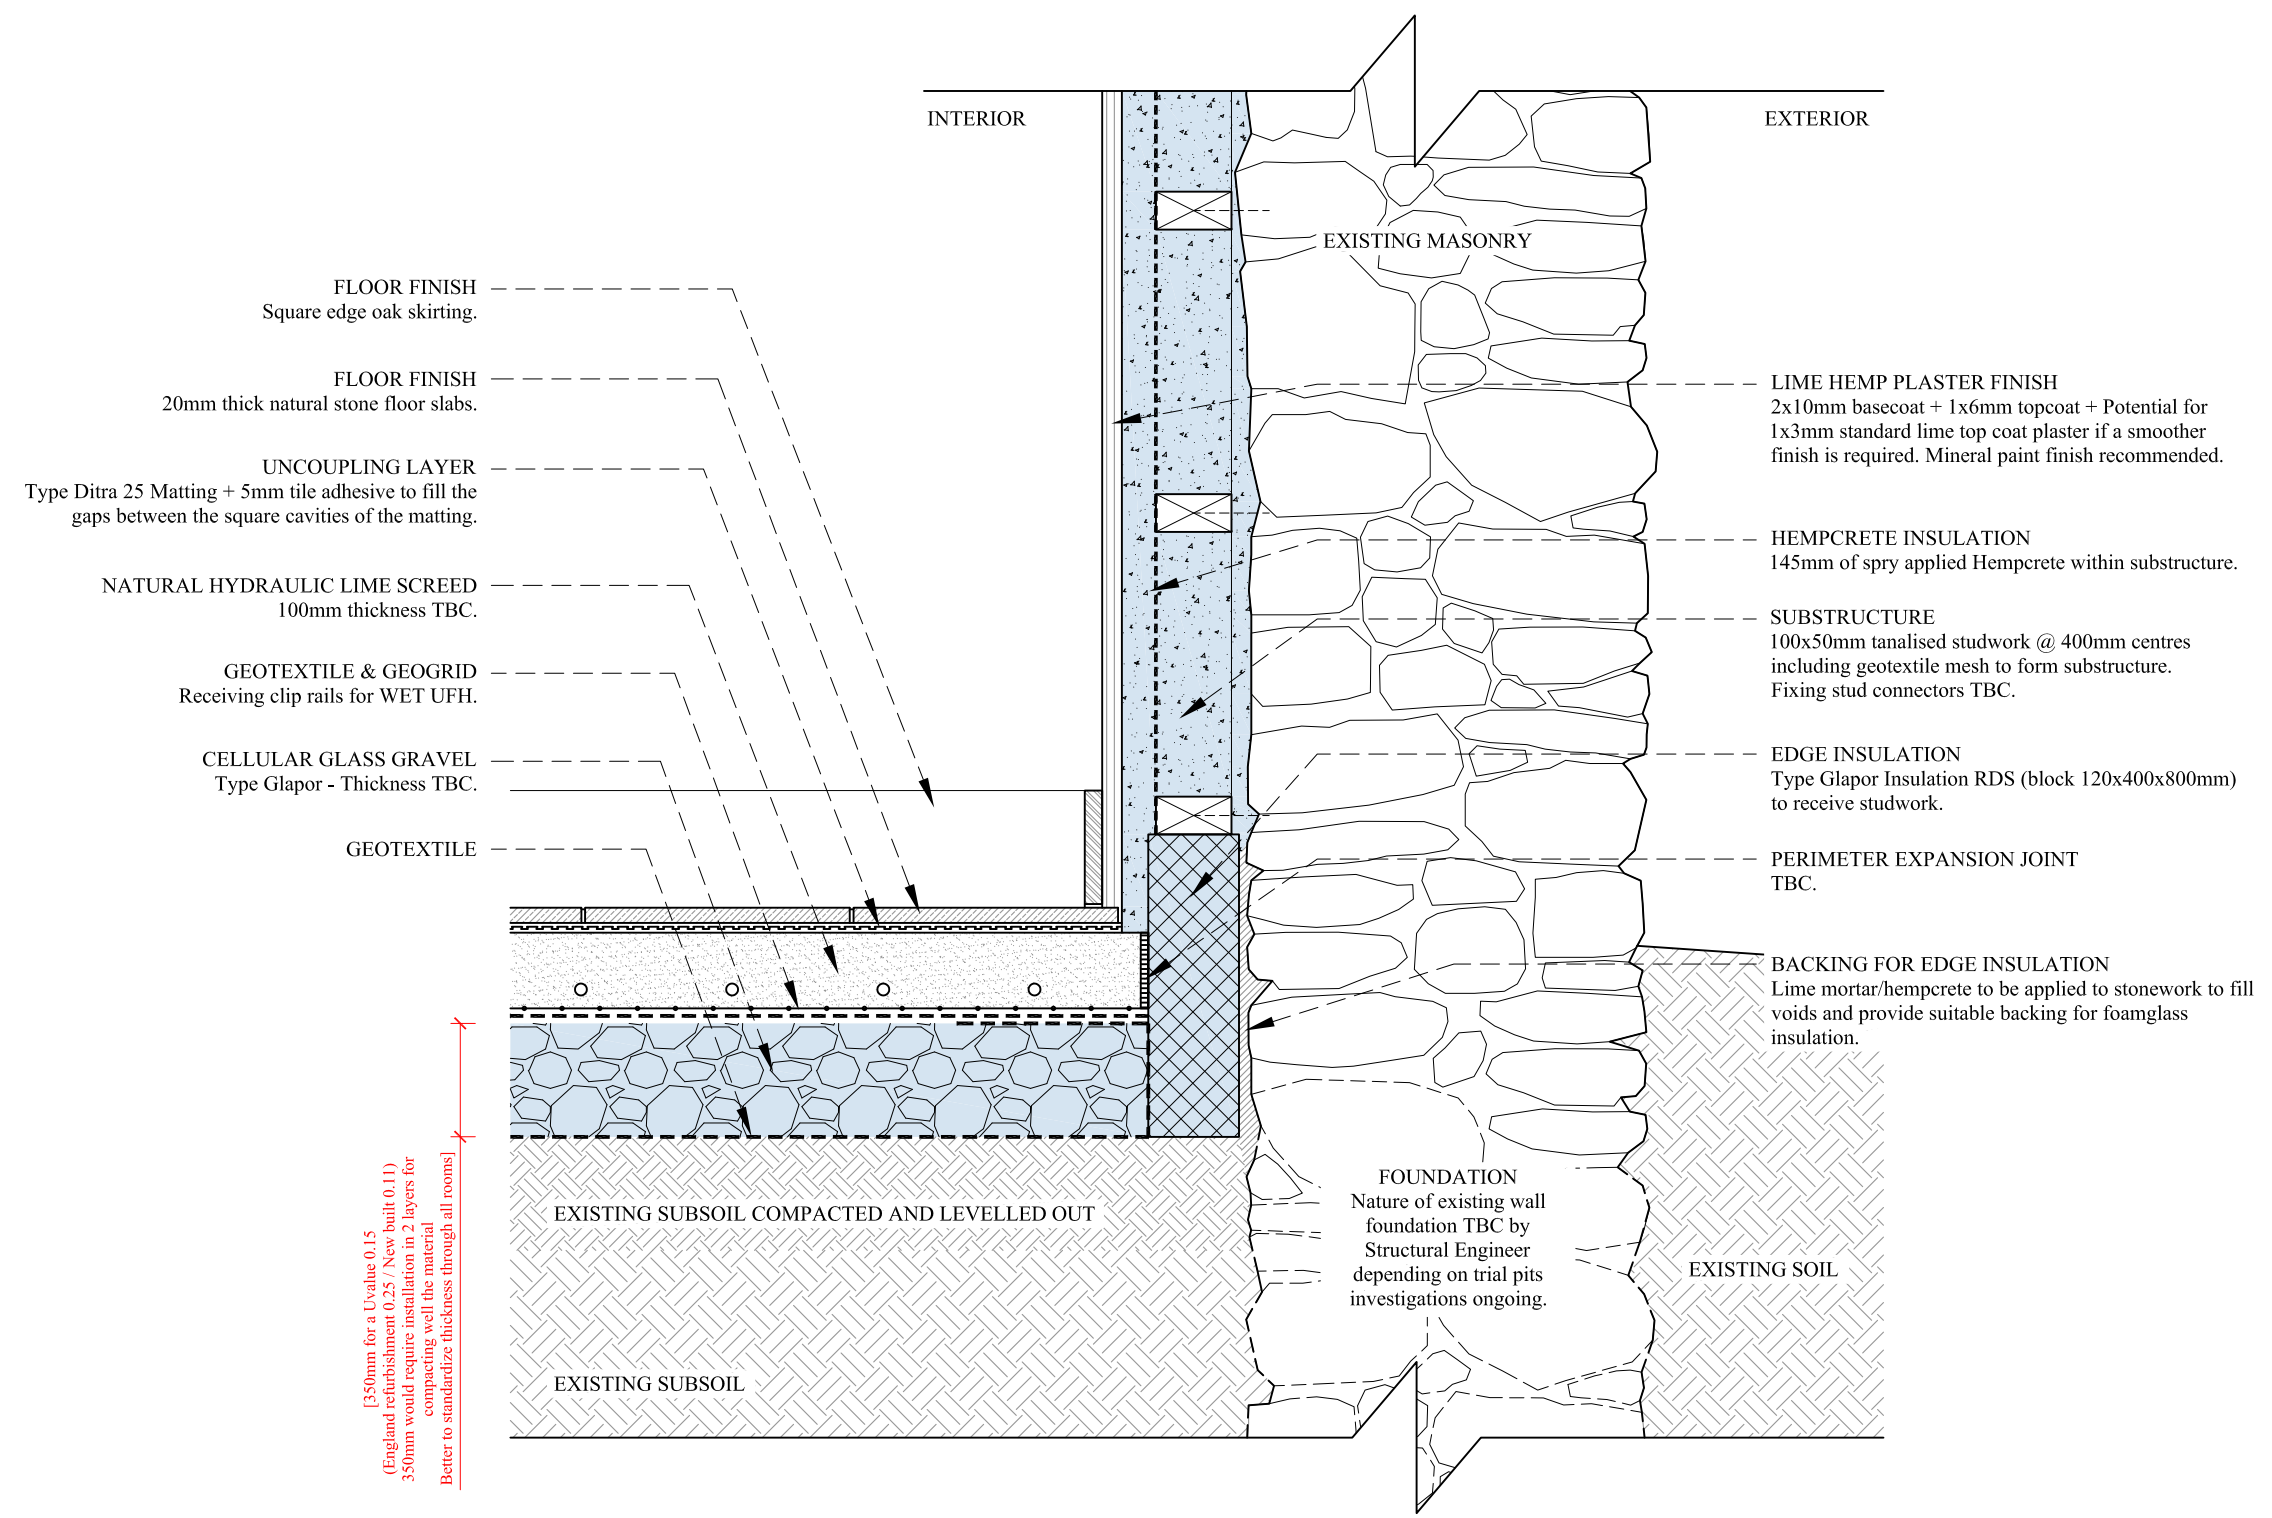 INTERIOR
EXTERIOR
EXISTING MASONRY
FLOOR FINISH
Square edge oak skirting.
FLOOR FINISH
20mm thick natural stone floor slabs.
UNCOUPLING LAYER
Type Ditra 25 Matting + 5mm tile adhesive to fill the
gaps between the square cavities of the matting.
NATURAL HYDRAULIC LIME SCREED
100mm thickness TBC.
GEOTEXTILE & GEOGRID
Receiving clip rails for WET UFH.
CELLULAR GLASS GRAVEL
Type Glapor - Thickness TBC.
GEOTEXTILE
LIME HEMP PLASTER FINISH
2x10mm basecoat + 1x6mm topcoat + Potential for
1x3mm standard lime top coat plaster if a smoother
finish is required. Mineral paint finish recommended.
HEMPCRETE INSULATION
145mm of spry applied Hempcrete within substructure.
SUBSTRUCTURE
100x50mm tanalised studwork @ 400mm centres
including geotextile mesh to form substructure.
Fixing stud connectors TBC.
EDGE INSULATION
Type Glapor Insulation RDS (block 120x400x800mm)
to receive studwork.
PERIMETER EXPANSION JOINT
TBC.
BACKING FOR EDGE INSULATION
Lime mortar/hempcrete to be applied to stonework to fill
voids and provide suitable backing for foamglass
insulation.
[350mm for a Uvalue 0.15
(England refurbishment 0.25 / New built 0.11)
350mm would require installation in 2 layers for
compacting well the material
Better to standardize thickness through all rooms]
EXISTING SUBSOIL COMPACTED AND LEVELLED OUT
EXISTING SUBSOIL
FOUNDATION
Nature of existing wall
foundation TBC by
Structural Engineer
depending on trial pits
investigations ongoing.
EXISTING SOIL